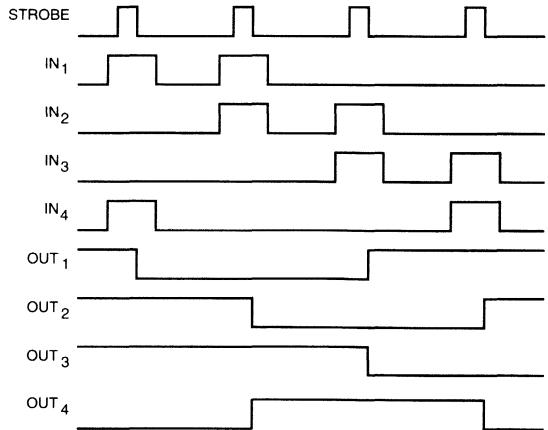 STROBE
IN1
IN2
IN3
IN4
OUT1
OUT2
OUT3
OUT4